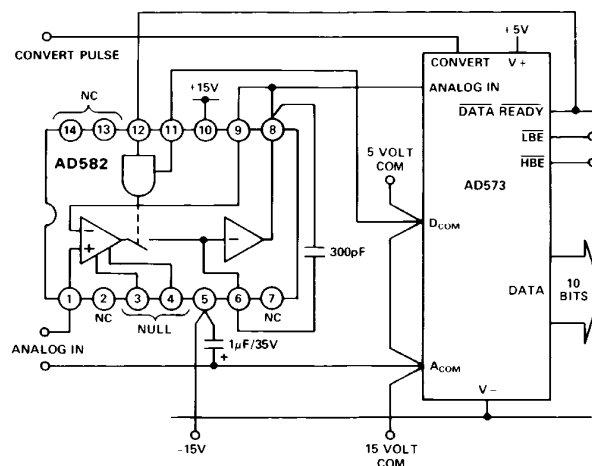 CONVERT PULSE
+5V
CONVERT
V+
ANALOG IN
DATA READY
LBE
HBE
AD573
DCOM
DATA
10
BITS
ACOM
V−
NC
+15V
14
13
12
11
10
9
8
AD582
5 VOLT
COM
300pF
1
2
3
4
5
6
7
NC
NULL
NC
ANALOG IN
1μF/35V
+
−15V
15 VOLT
COM